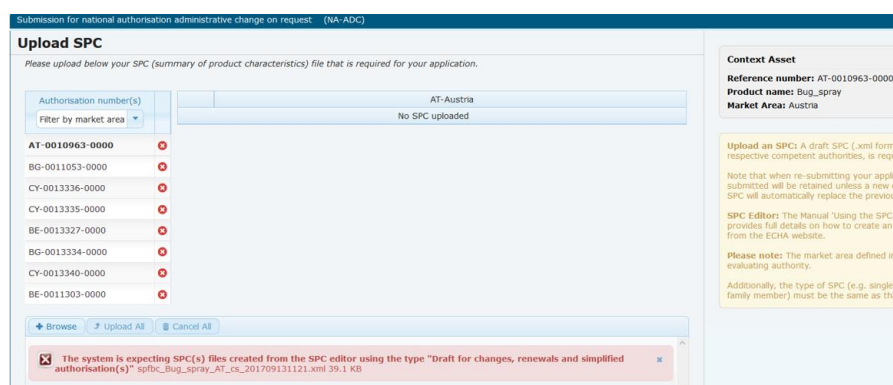 Submission for national authorisation administrative change on request (NA-ADC)
Upload SPC
Please upload below your SPC (summary of product characteristics) file that is required for your application.
Authorisation number(s)
Filter by market area
AT-Austria
No SPC uploaded
AT-0010963-0000
BG-0011053-0000
CY-0013336-0000
CY-0013335-0000
BE-0013327-0000
BG-0013334-0000
CY-0013340-0000
BE-0011303-0000
Browse Upload All Cancel All
The system is expecting SPC(s) files created from the SPC editor using the type "Draft for changes, renewals and simplified
authorisation(s)" spfbc_Bug_spray_AT_cs_201709131121.xml 39.1 KB
Context Asset
Reference number: AT-0010963-0000
Product name: Bug_spray
Market Area: Austria
Upload an SPC: A draft SPC (.xml form
respective competent authorities, is requ
Note that when re-submitting your appli
submitted will be retained unless a new
SPC will automatically replace the previou
SPC Editor: The Manual 'Using the SPC
provides full details on how to create an
from the ECHA website.
Please note: The market area defined i
evaluating authority.
Additionally, the type of SPC (e.g. single
family member) must be the same as th